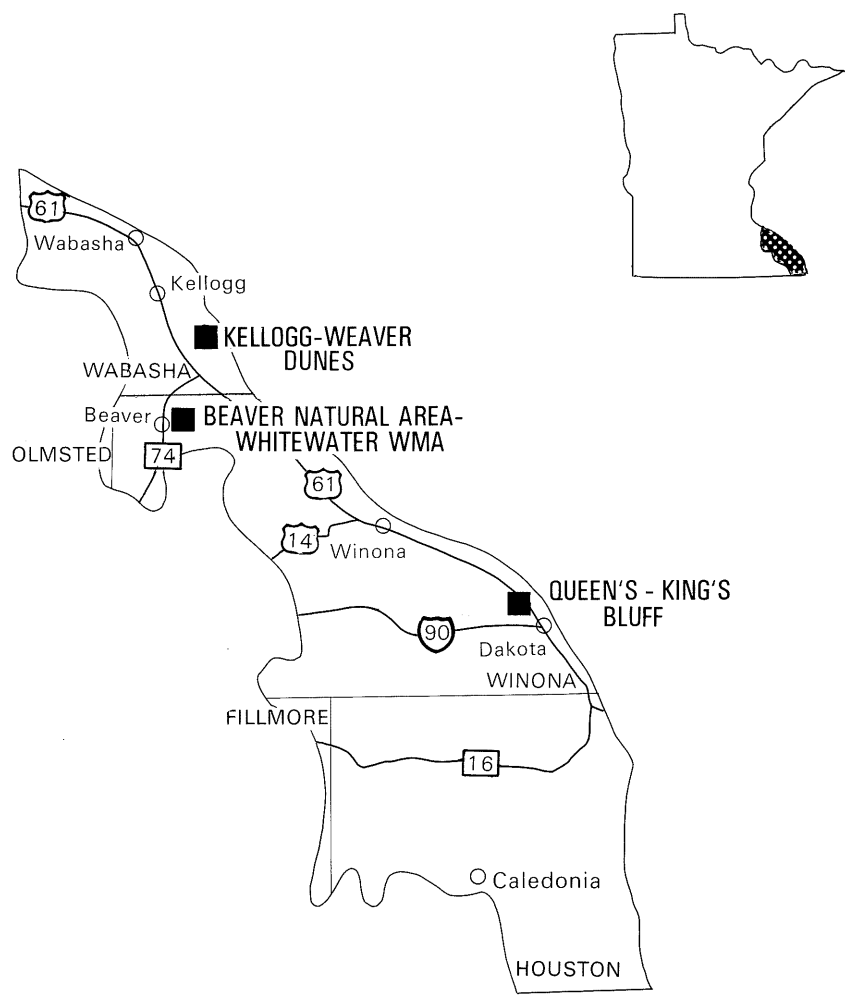 61
Wabasha
Kellogg
KELLOGG-WEAVER
DUNES
WABASHA
Beaver
BEAVER NATURAL AREA-
WHITEWATER WMA
OLMSTED
74
61
14
Winona
QUEEN'S - KING'S
BLUFF
90
Dakota
WINONA
FILLMORE
16
Caledonia
HOUSTON